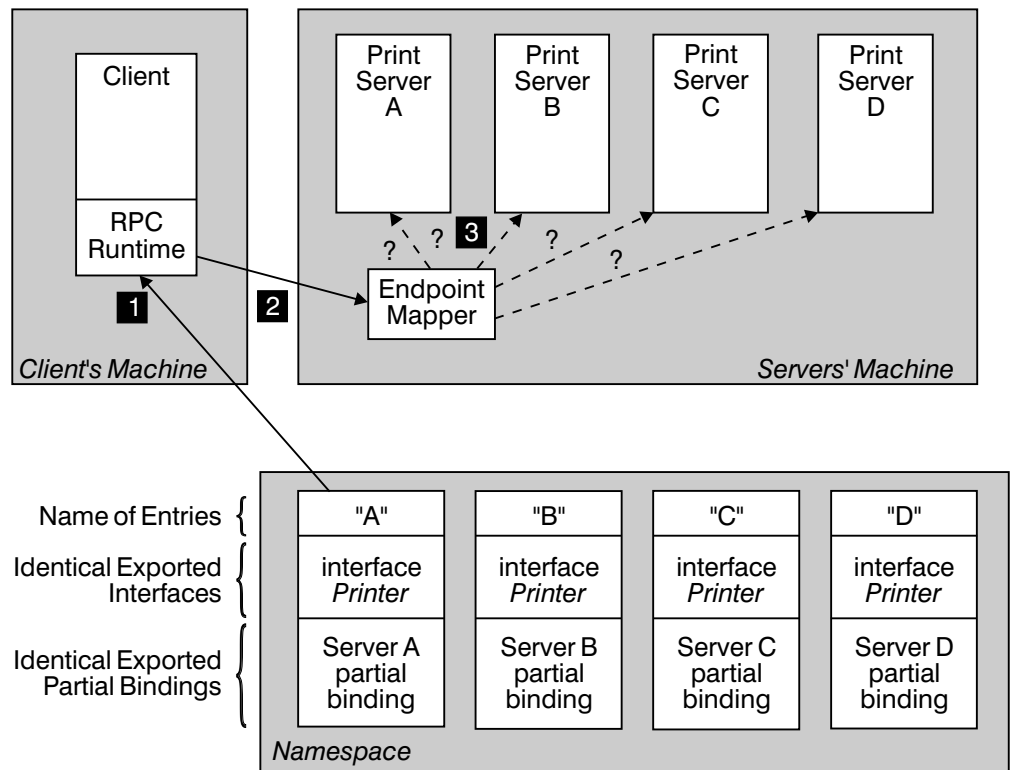 Client
RPC
Runtime
1
Client's Machine
2
Print
Server
A
Print
Server
B
Print
Server
C
Print
Server
D
?
?
3
?
?
Endpoint
Mapper
Servers' Machine
Name of Entries
"A"
"B"
"C"
"D"
Identical Exported
Interfaces
interface
Printer
interface
Printer
interface
Printer
interface
Printer
Identical Exported
Partial Bindings
Server A
partial
binding
Server B
partial
binding
Server C
partial
binding
Server D
partial
binding
Namespace